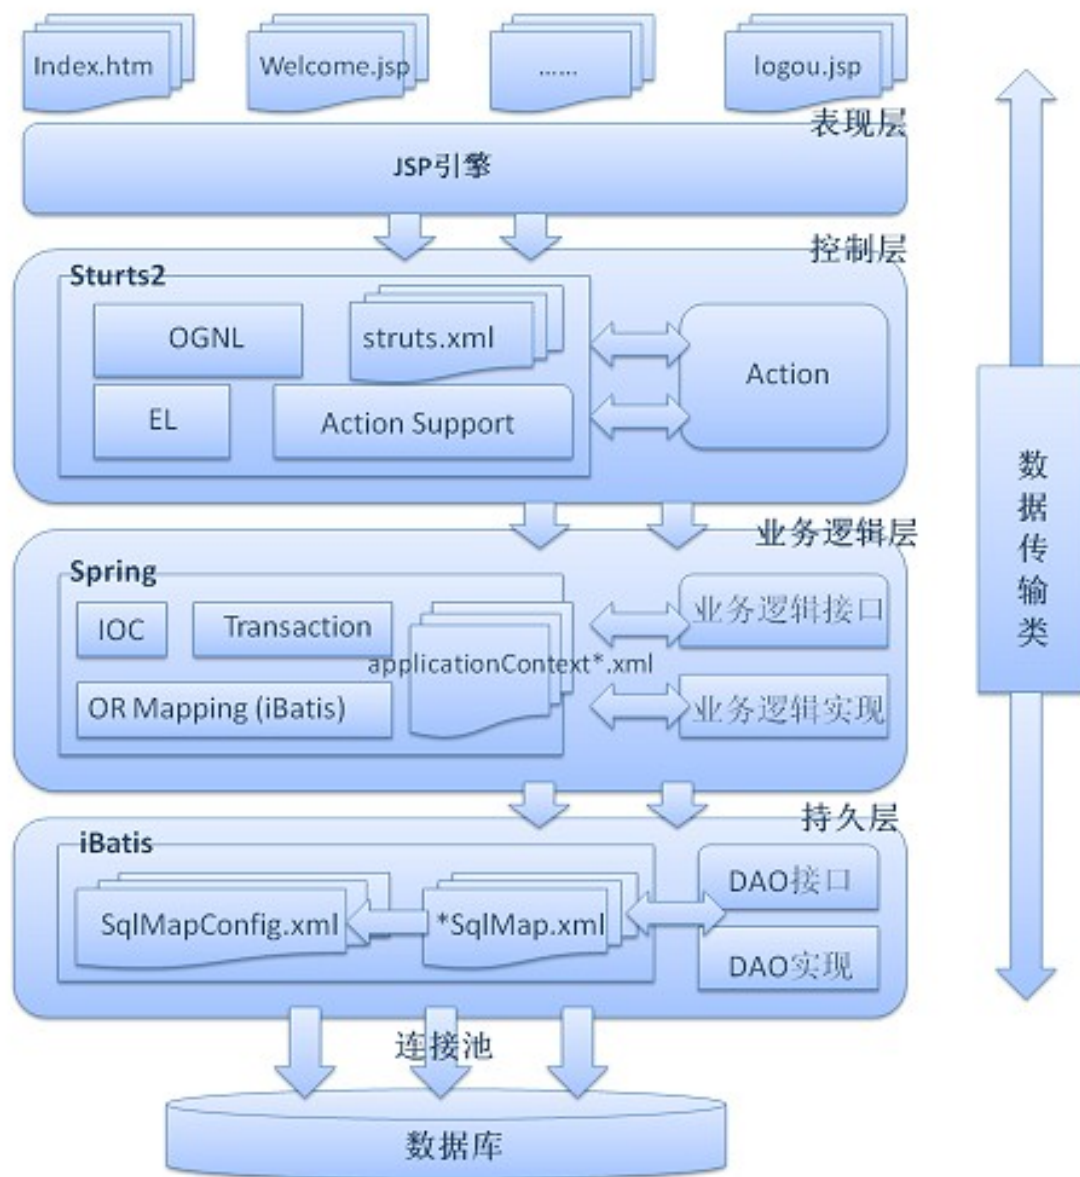 Index.htm
Welcome.jsp
......
logou.jsp
表现层
JSP引擎
控制层
Sturts2
OGNL
struts.xml
Action
EL
Action Support
业务逻辑层
Spring
IOC
Transaction
applicationContext*.xml
业务逻辑接口
OR Mapping (iBatis)
业务逻辑实现
持久层
iBatis
SqlMapConfig.xml
*SqlMap.xml
DAO接口
DAO实现
连接池
数据库
数据传输类